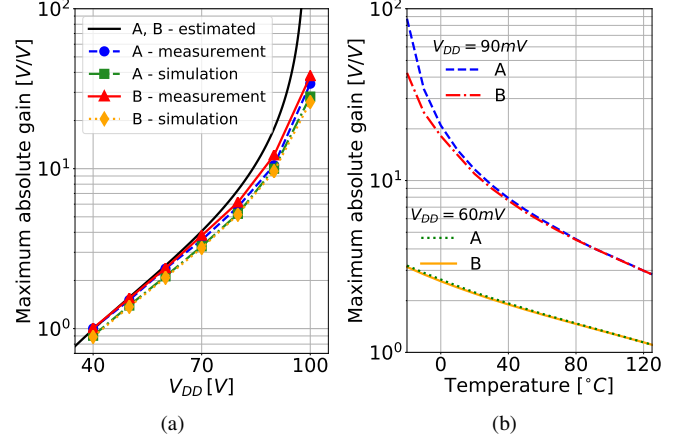 Maximum absolute gain [V/V]
10²
10¹
10⁰
A, B - estimated
A - measurement
A - simulation
B - measurement
B - simulation
40 70 100
V_DD [V]
(a)
Maximum absolute gain [V/V]
10²
10¹
10⁰
V_DD = 90mV
A
B
V_DD = 60mV
A
B
0 40 80 120
Temperature [°C]
(b)